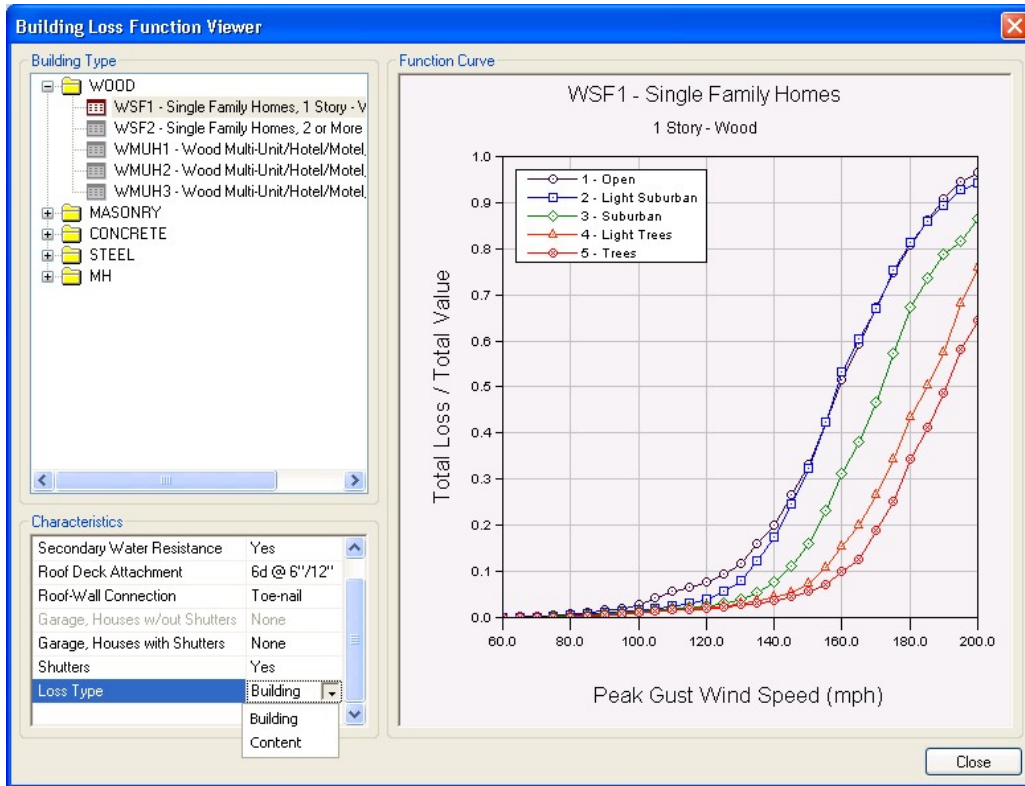 Building Loss Function Viewer
Building Type
WOOD
WSF1 - Single Family Homes, 1 Story - W
WSF2 - Single Family Homes, 2 or More
WMUH1 - Wood Multi-Unit/Hotel/Motel,
WMUH2 - Wood Multi-Unit/Hotel/Motel,
WMUH3 - Wood Multi-Unit/Hotel/Motel,
MASONRY
CONCRETE
STEEL
MH
Characteristics
Secondary Water Resistance Yes
Roof Deck Attachment 6d @ 6"/12"
Roof-Wall Connection Toe-nail
Garage, Houses w/out Shutters None
Garage, Houses with Shutters None
Shutters Yes
Loss Type Building
Building
Content
Function Curve
WSF1 - Single Family Homes
1 Story - Wood
1 - Open
2 - Light Suburban
3 - Suburban
4 - Light Trees
5 - Trees
Total Loss / Total Value
1.0
0.9
0.8
0.7
0.6
0.5
0.4
0.3
0.2
0.1
0.0
60.0 80.0 100.0 120.0 140.0 160.0 180.0 200.0
Peak Gust Wind Speed (mph)
Close